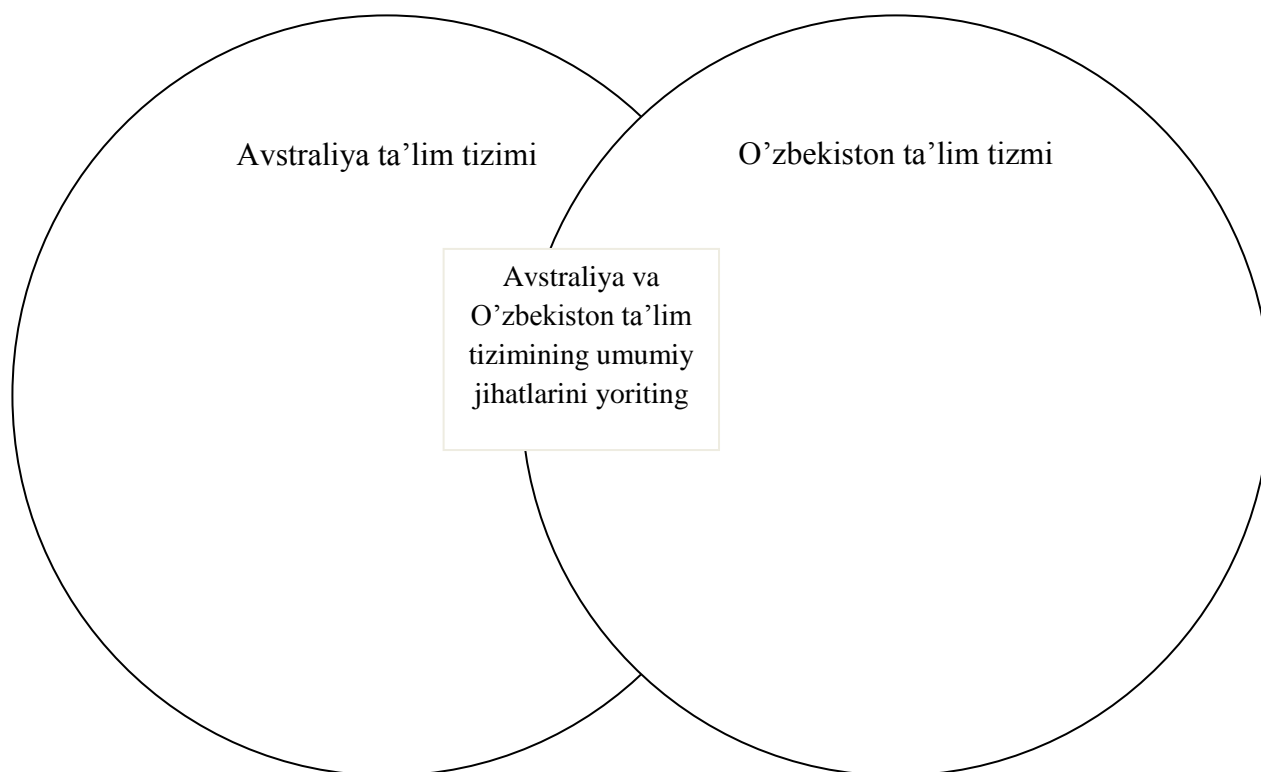 Avstraliya ta’lim tizimi
O’zbekiston ta’lim tizmi
Avstraliya va
O’zbekiston ta’lim
tizimining umumiy
jihatlarini yoriting